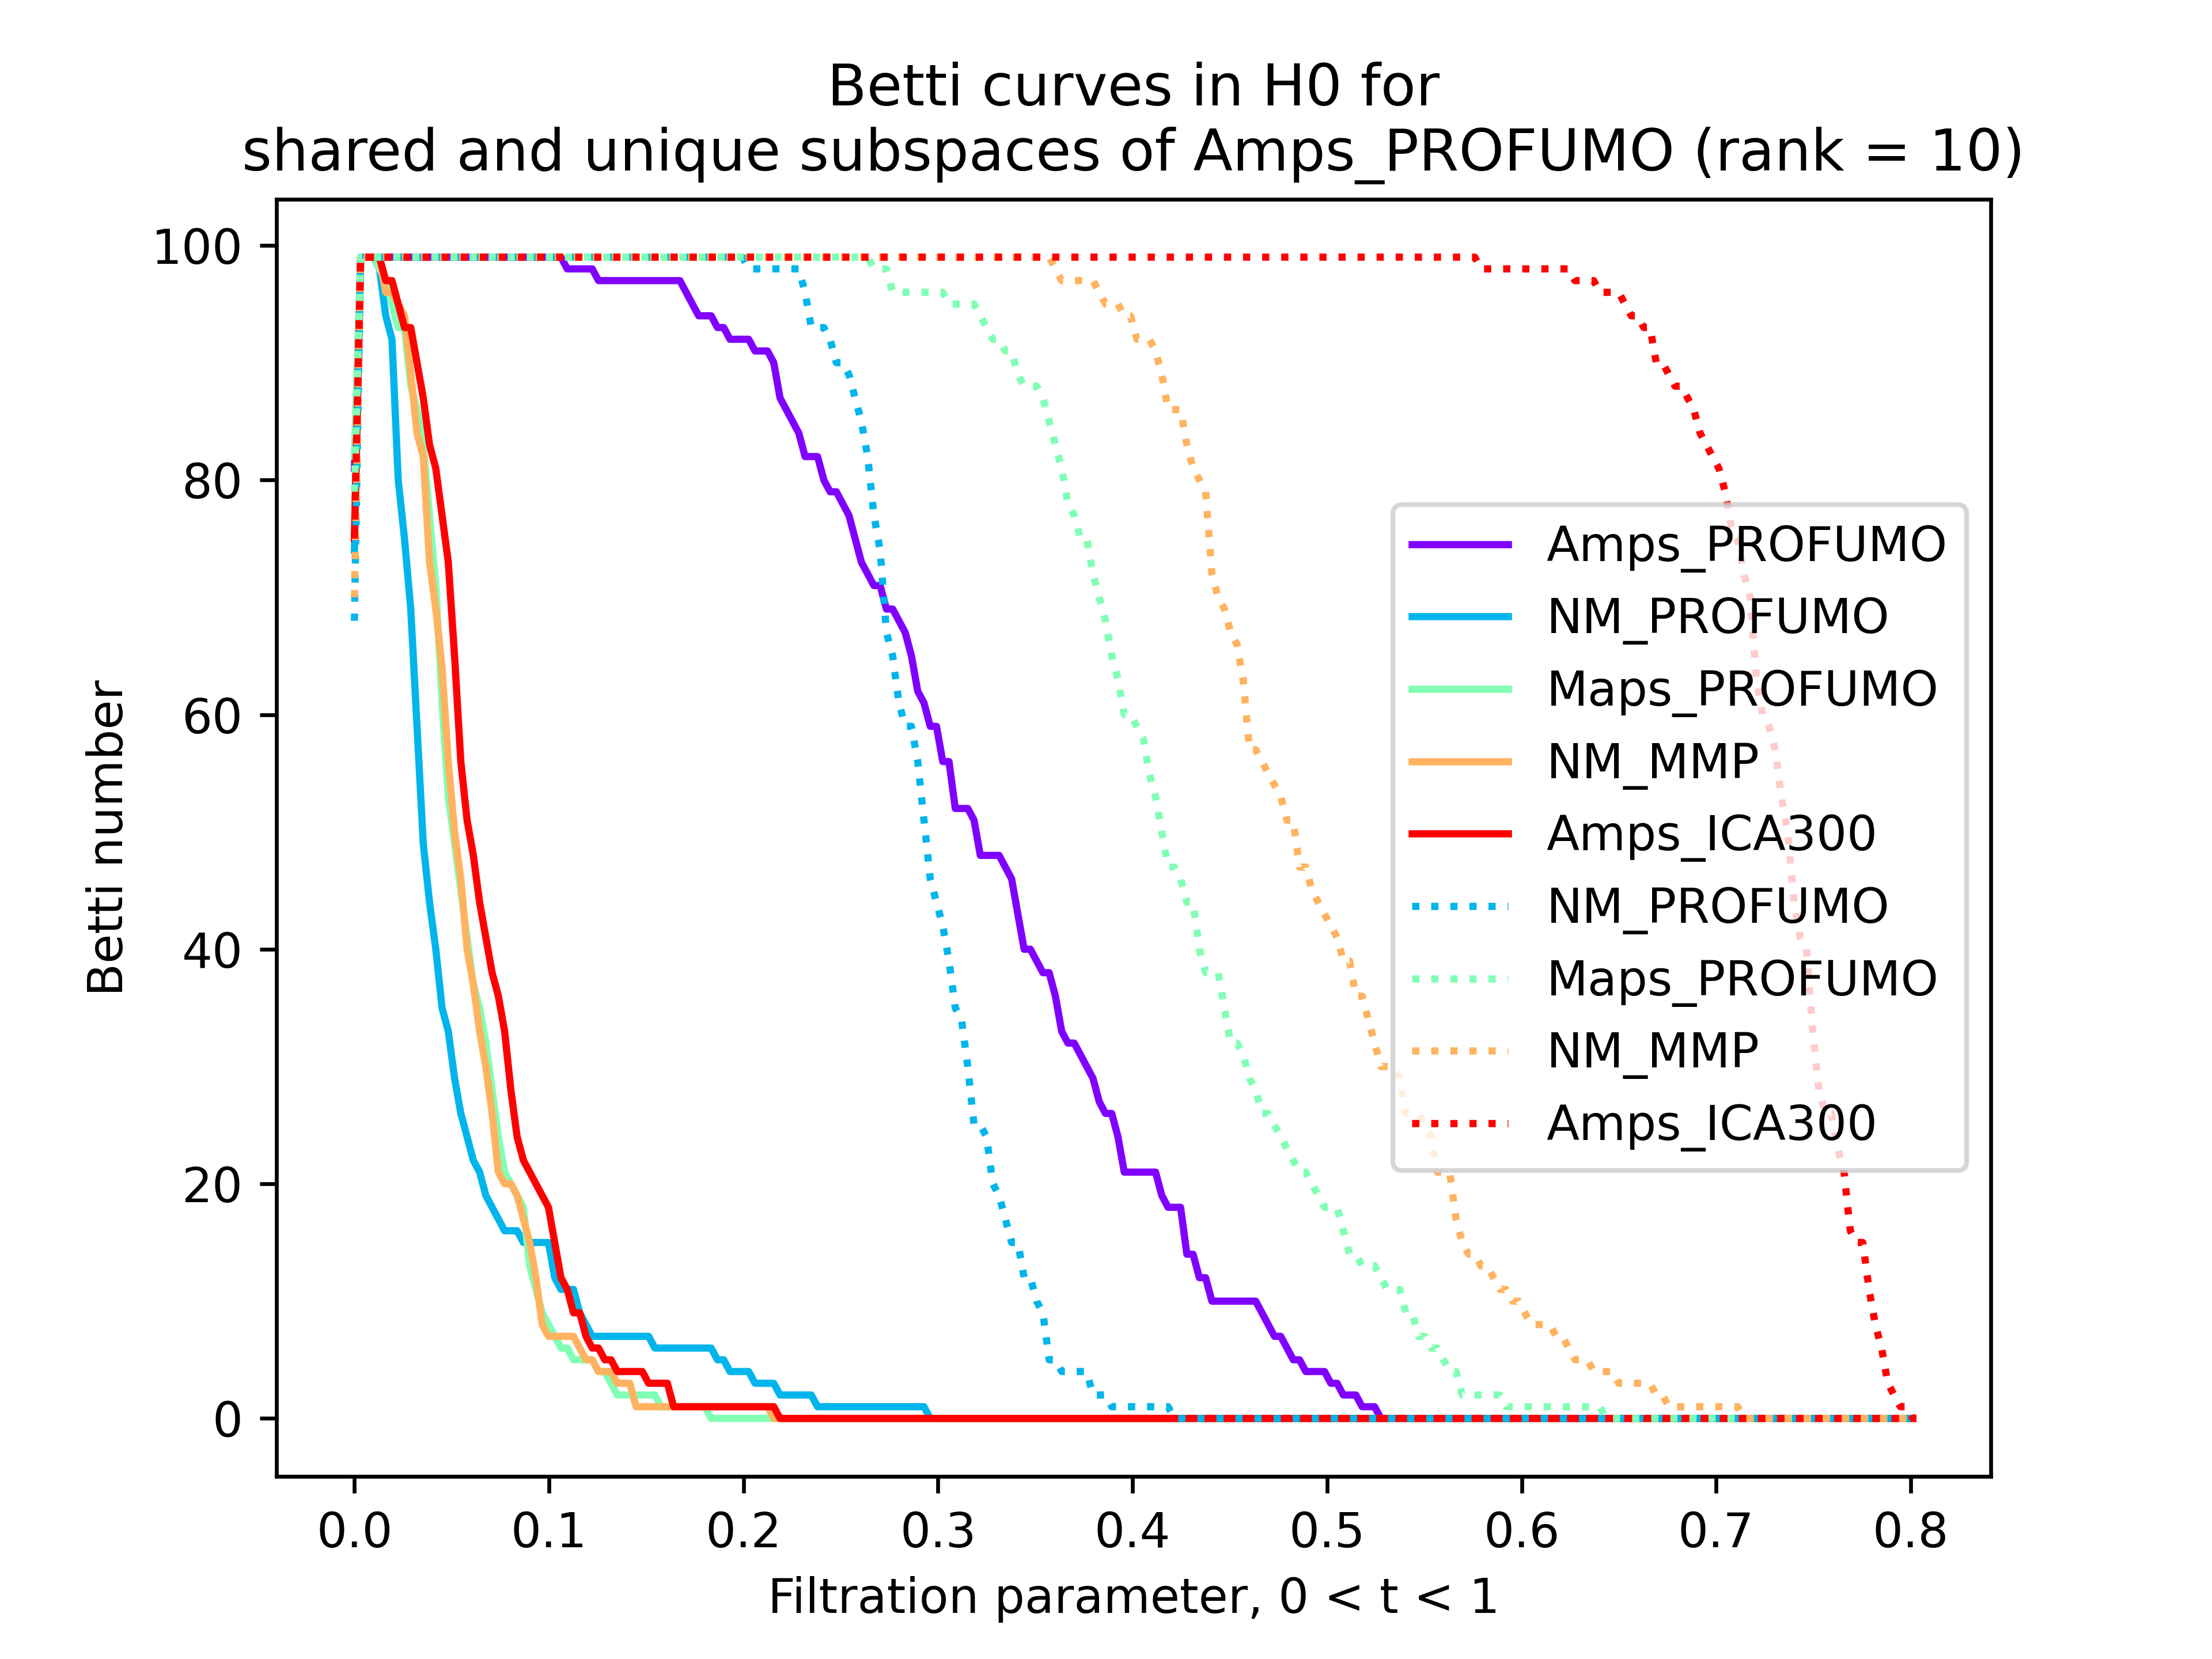 Betti curves in H0 for
shared and unique subspaces of Amps_PROFUMO (rank = 10)
100
80
60
40
20
0
Betti number
Amps_PROFUMO
NM_PROFUMO
Maps_PROFUMO
NM_MMP
Amps_ICA300
NM_PROFUMO
Maps_PROFUMO
NM_MMP
Amps_ICA300
0.0 0.1 0.2 0.3 0.4 0.5 0.6 0.7 0.8
Filtration parameter, 0 < t < 1